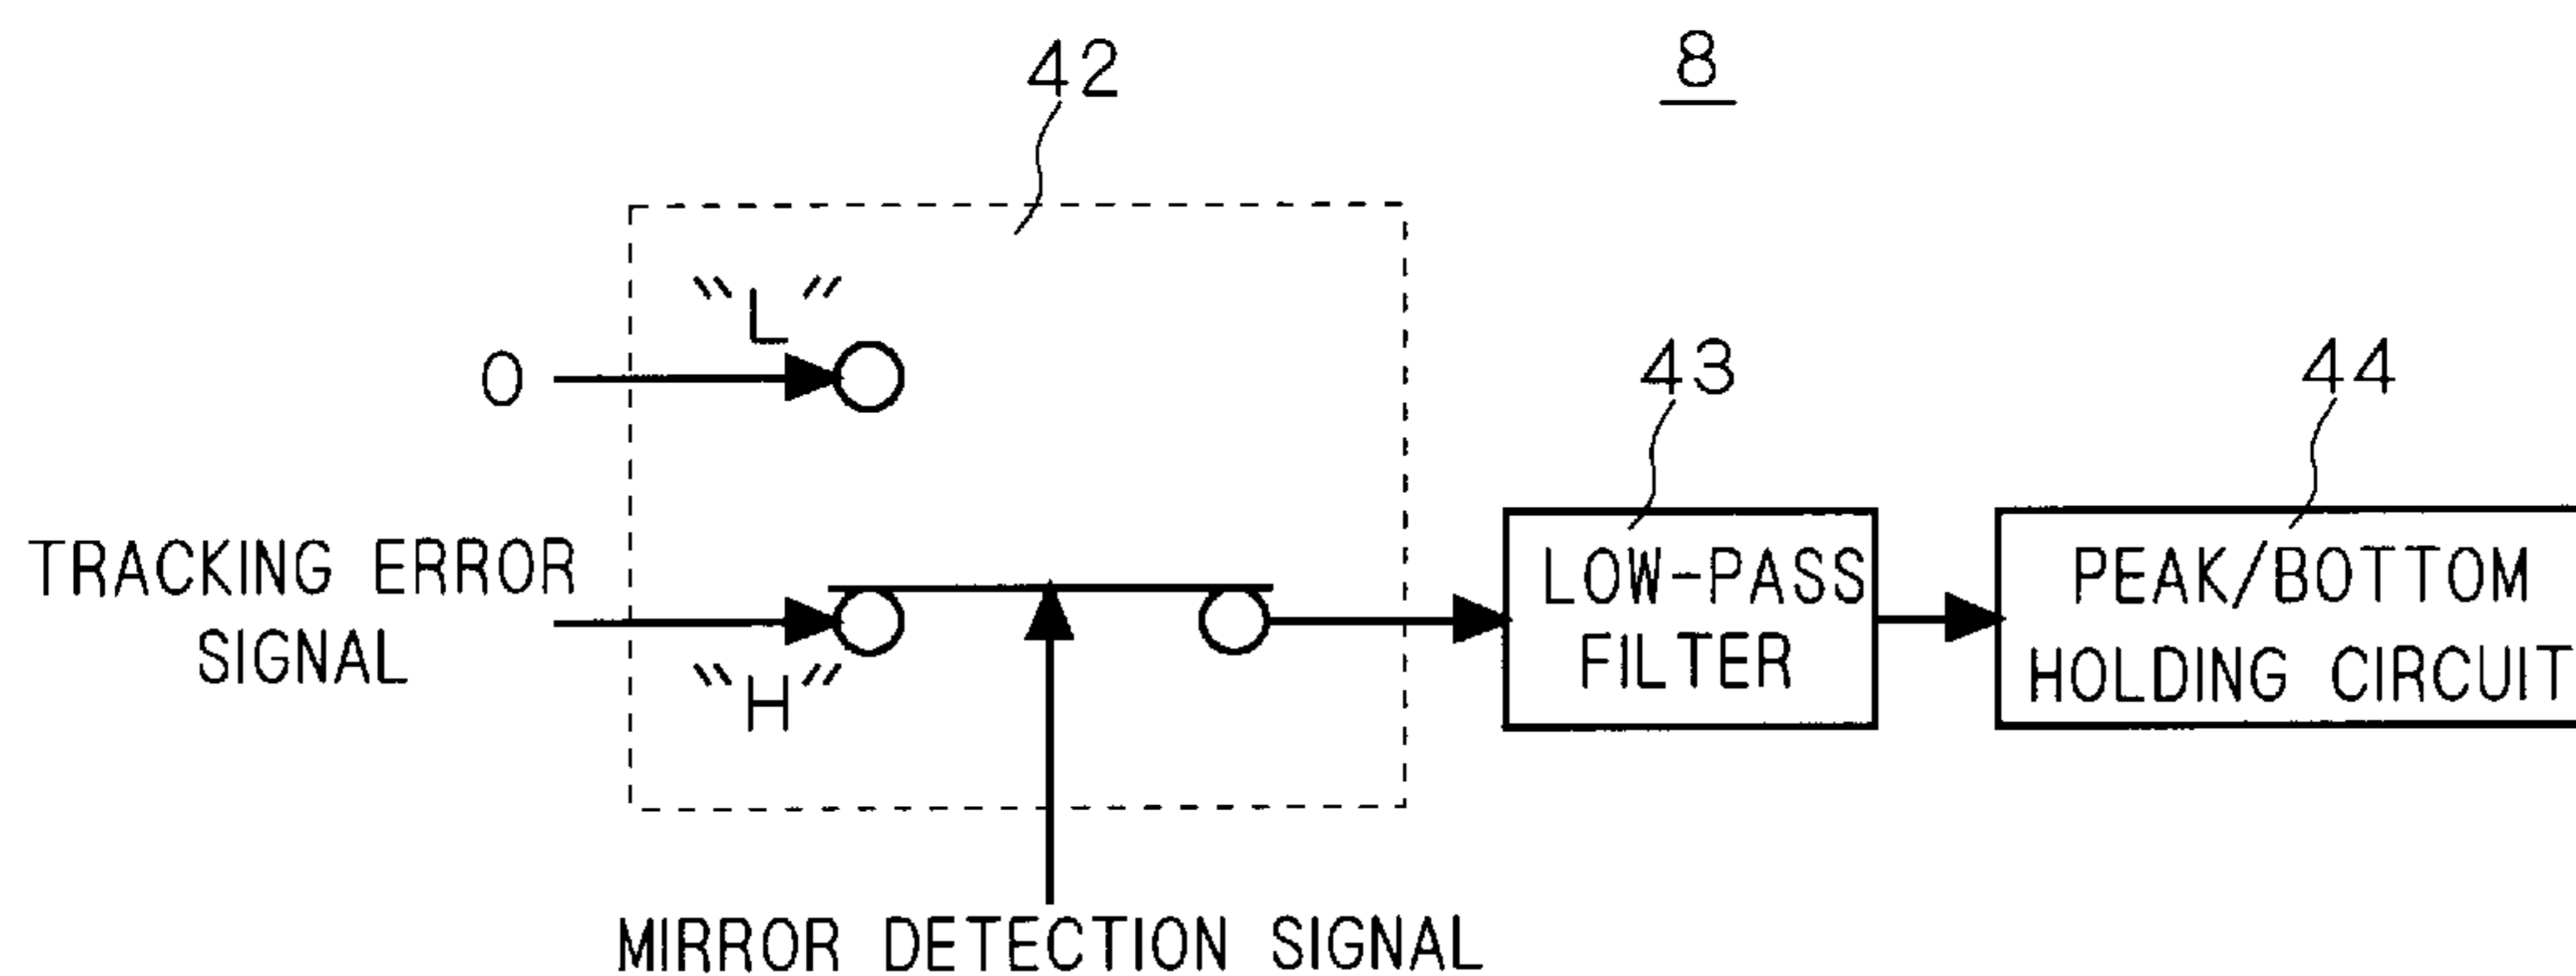 42
8
"L"
0
43
44
TRACKING ERROR
SIGNAL
"H"
LOW-PASS
FILTER
PEAK/BOTTOM
HOLDING CIRCUIT
MIRROR DETECTION SIGNAL